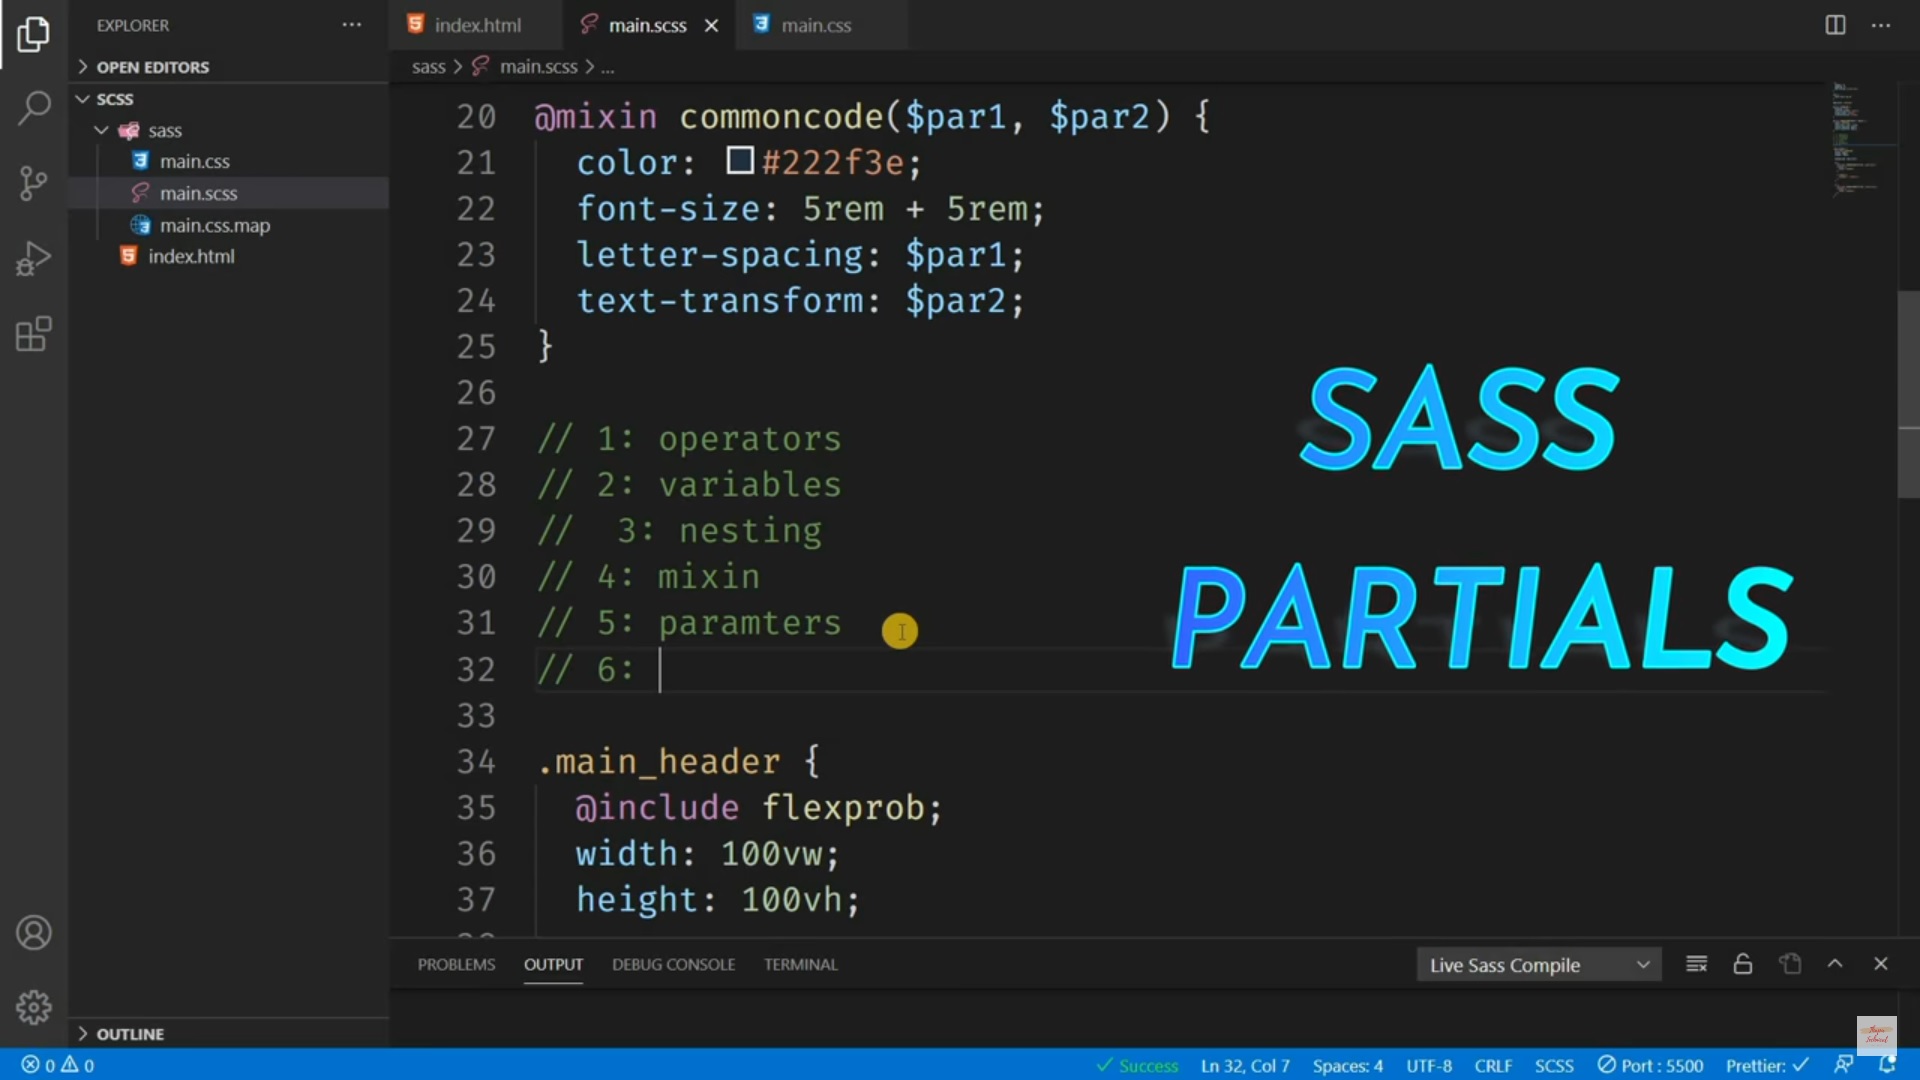 EXPLORER
index.html
main.scss
main.css
OPEN EDITORS
sass > main.scss > ...
SCSS
sass
main.css
main.scss
main.css.map
index.html
20 @mixin commoncode($par1, $par2) {
21 color: #222f3e;
22 font-size: 5rem + 5rem;
23 letter-spacing: $par1;
24 text-transform: $par2;
25 }
26
27 // 1: operators
28 // 2: variables
29 // 3: nesting
30 // 4: mixin
31 // 5: paramters
32 // 6:
33
34 .main_header {
35 @include flexprob;
36 width: 100vw;
37 height: 100vh;
SASS
PARTIALS
PROBLEMS OUTPUT DEBUG CONSOLE TERMINAL
Live Sass Compile
OUTLINE
0 0
Success
Ln 32, Col 7
Spaces: 4
UTF-8
CRLF
SCSS
Port : 5500
Prettier: